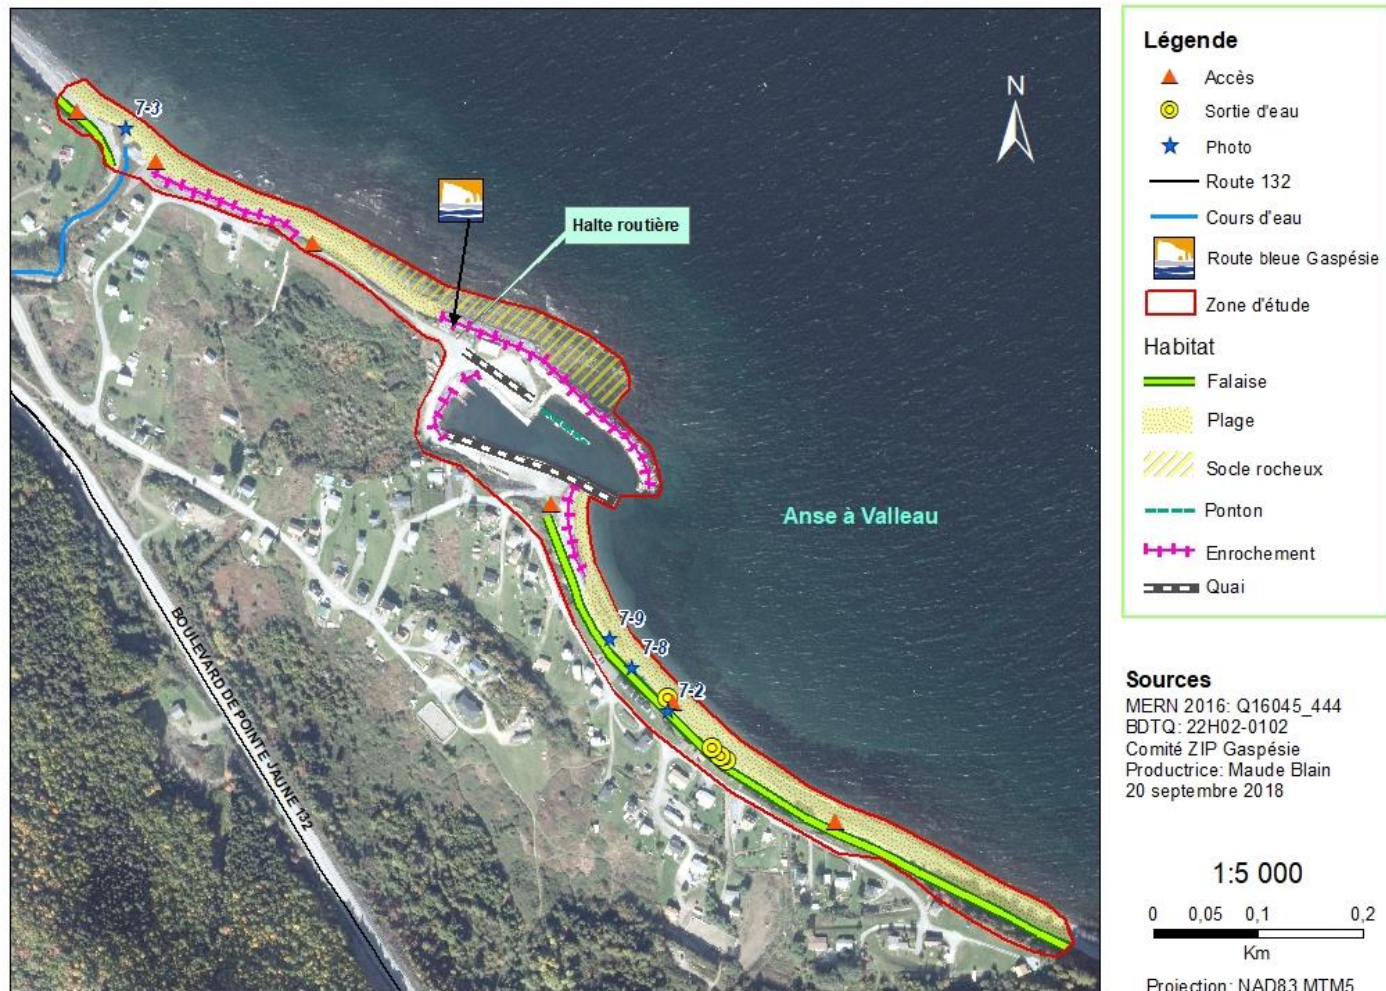 7-3
Halte routière
N
Anse à Valleau
7-9
7-8
7-2
BOULEVARD DE POINTE JAUNE 132
Légende
Accès
Sortie d'eau
Photo
Route 132
Cours d'eau
Route bleue Gaspésie
Zone d'étude
Habitat
Falaise
Plage
Socle rocheux
Ponton
Enrochement
Quai
Sources
MERN 2016: Q16045_444
BDTQ: 22H02-0102
Comité ZIP Gaspésie
Productrice: Maude Blain
20 septembre 2018
1:5 000
0 0,05 0,1 0,2
Km
Projection: NAD83 MTM5